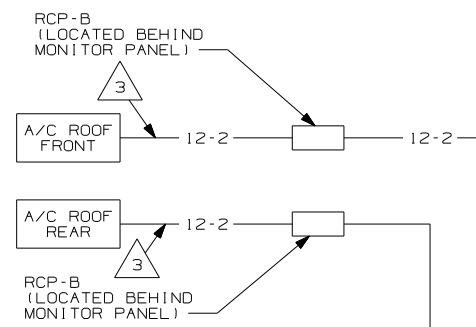 RCP-B
(LOCATED BEHIND
MONITOR PANEL)
3
A/C ROOF
FRONT
12-2
12-2
A/C ROOF
REAR
12-2
3
RCP-B
(LOCATED BEHIND
MONITOR PANEL)